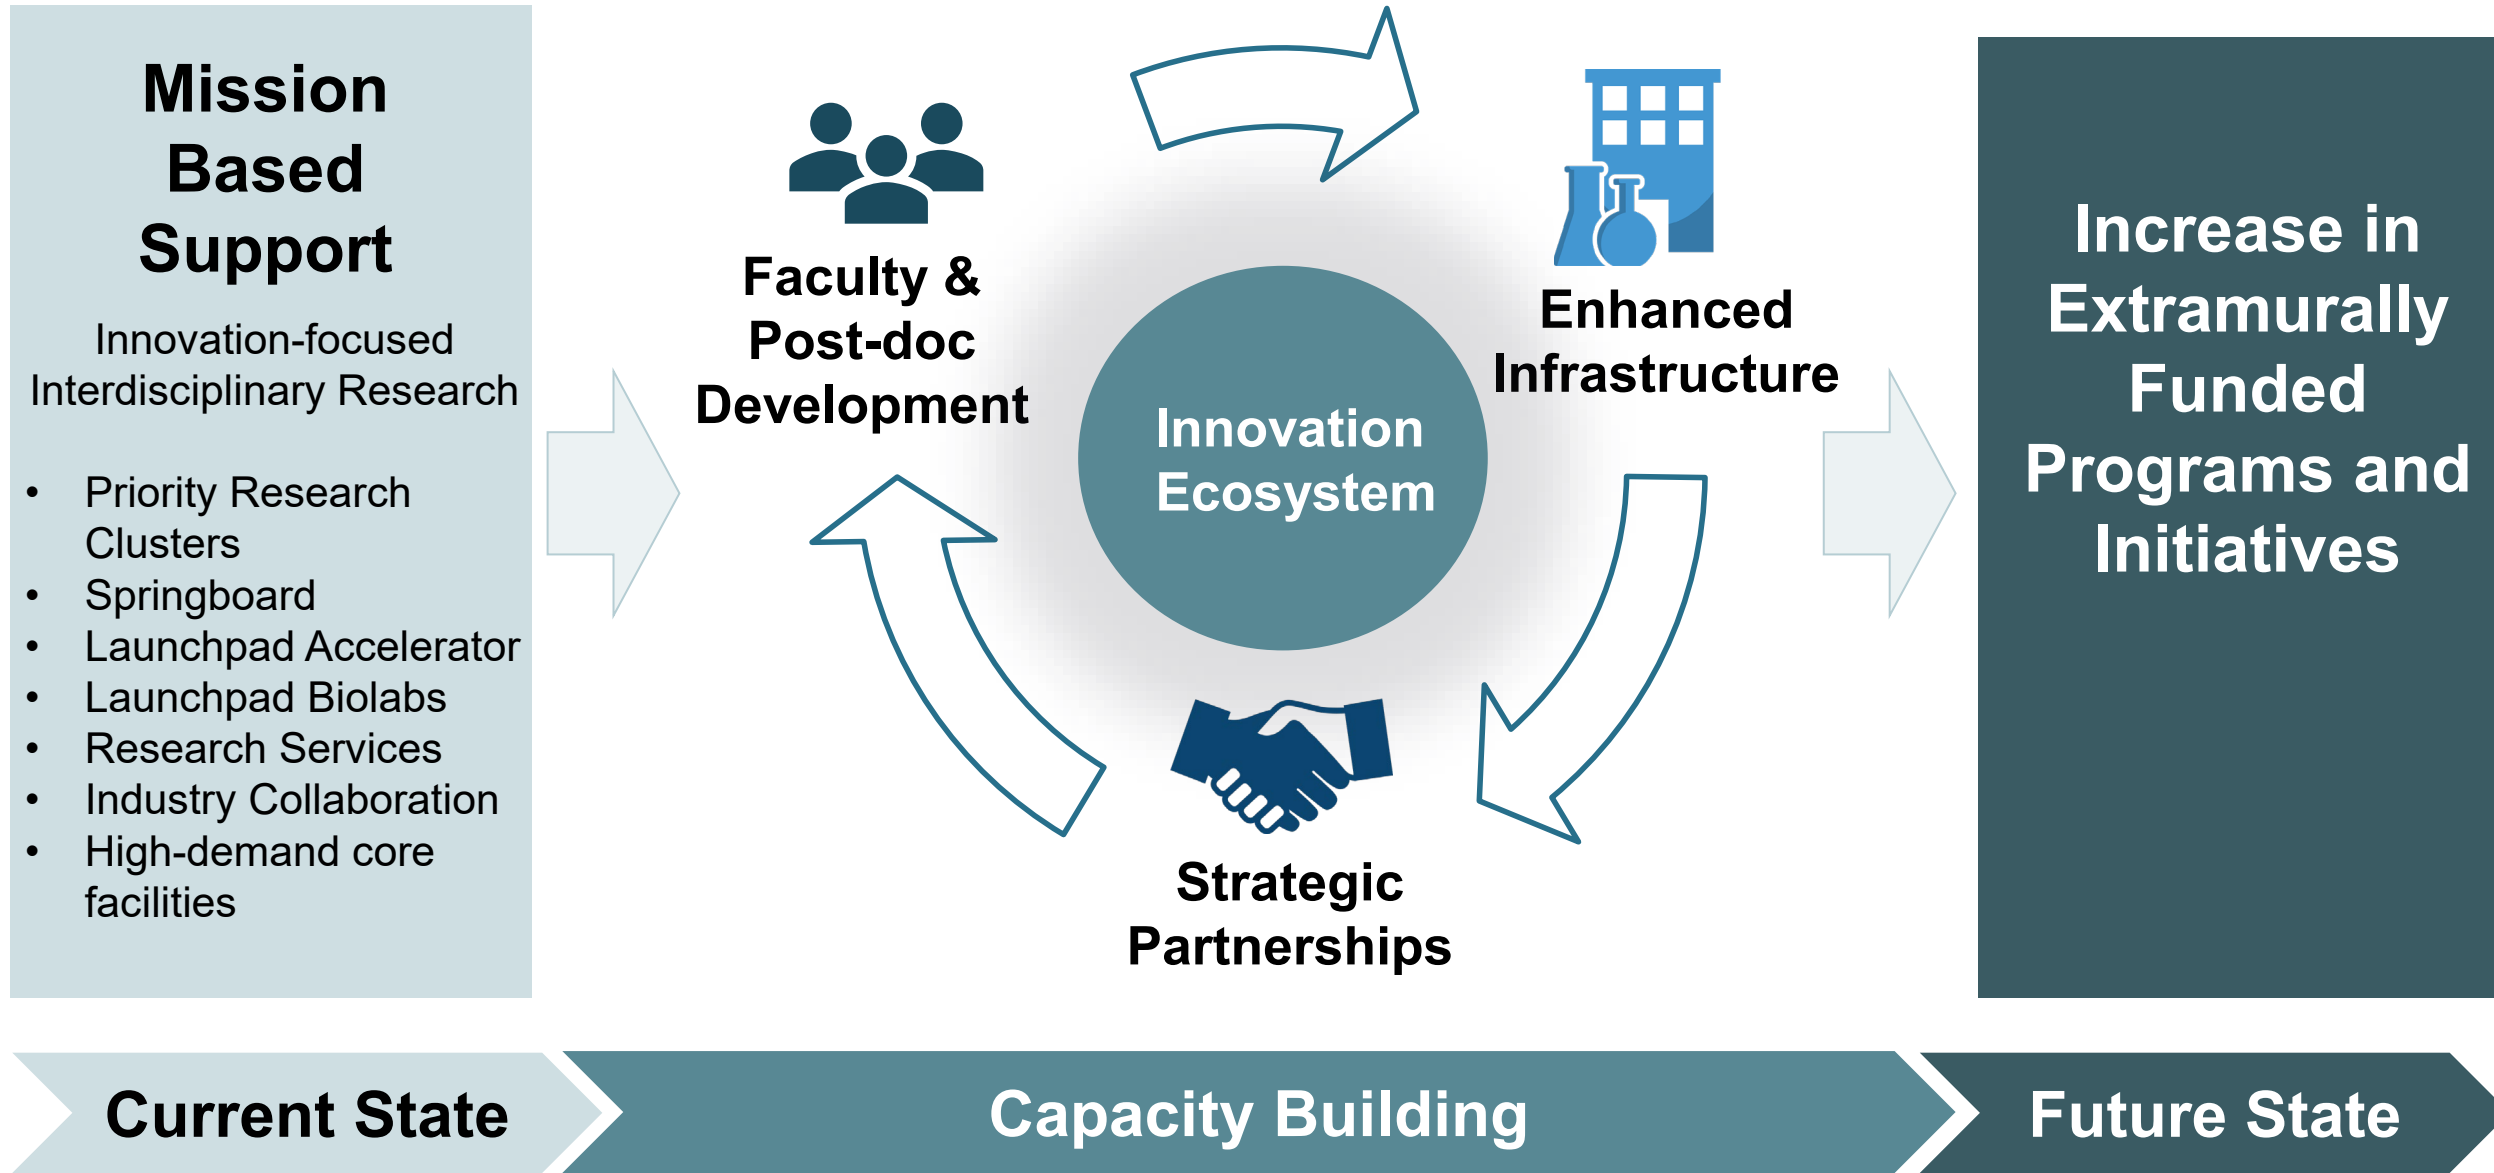 Mission
Based
Support
Innovation-focused
Interdisciplinary Research
• Priority Research
Clusters
• Springboard
• Launchpad Accelerator
• Launchpad Biolabs
• Research Services
• Industry Collaboration
• High-demand core
facilities
Faculty &
Post-doc
Development
Enhanced
Infrastructure
Innovation
Ecosystem
Strategic
Partnerships
Increase in
Extramurally
Funded
Programs and
Initiatives
Current State
Capacity Building
Future State